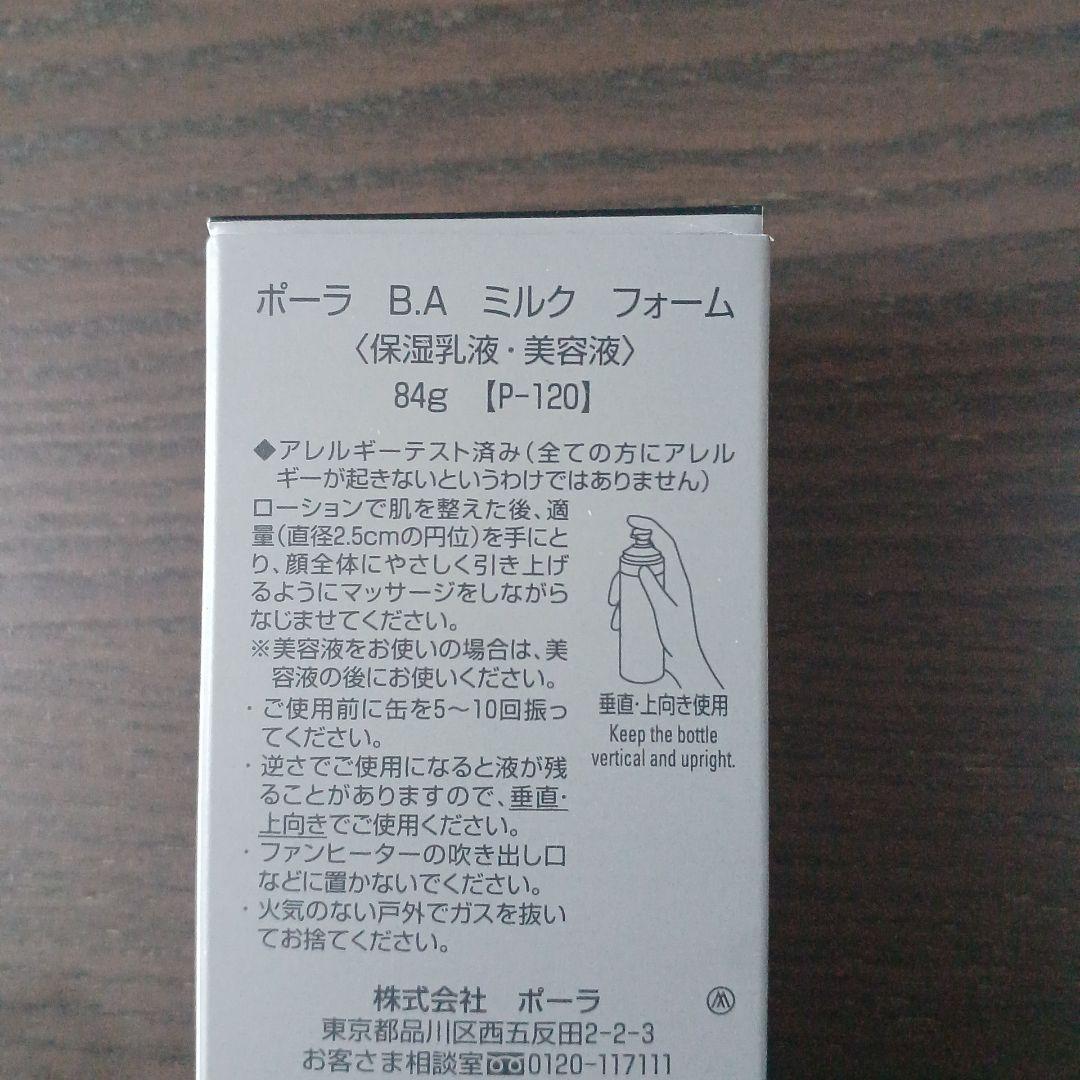 ポーラ B.A ミルク フォーム
〈保湿乳液・美容液〉
84g 【P-120】
◆アレルギーテスト済み(全ての方にアレル
ギーが起きないというわけではありません)
ローションで肌を整えた後、適
量(直径2.5cmの円位)を手にと
り、顔全体にやさしく引き上げ
るようにマッサージをしながら
なじませてください。
※美容液をお使いの場合は、美
容液の後にお使いください。
・ご使用前に缶を5～10回振っ
てください。
・逆さでご使用になると液が残
ることがありますので、垂直・
上向きでご使用ください。
・ファンヒーターの吹き出し口
などに置かないでください。
・火気のない戸外でガスを抜い
てお捨てください。
垂直・上向き使用
Keep the bottle
vertical and upright.
株式会社 ポーラ
東京都品川区西五反田2-2-3
お客さま相談室 0120-117111